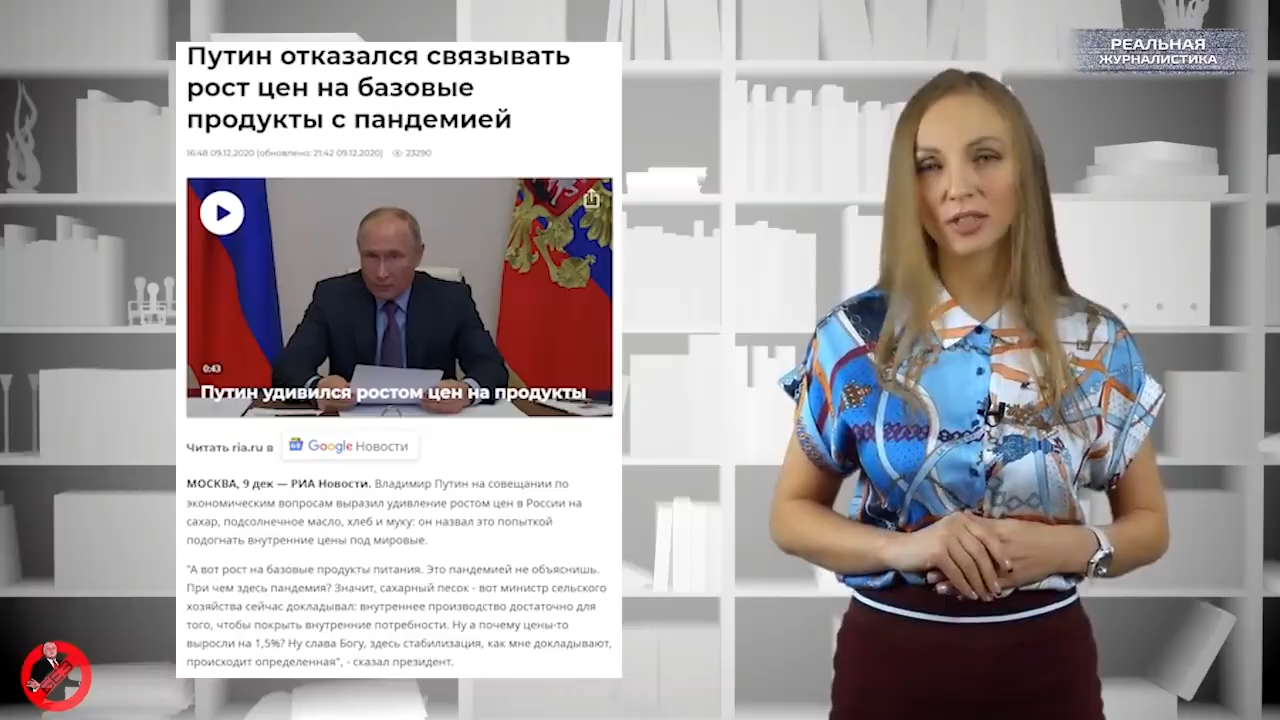 Путин отказался связывать
рост цен на базовые
продукты с пандемией
16:48 09.12.2020 (обновлено: 21:42 09.12.2020) 23290
0:43
Путин удивился ростом цен на продукты
Читать ria.ru в Google Новости
МОСКВА, 9 дек — РИА Новости. Владимир Путин на совещании по
экономическим вопросам выразил удивление ростом цен в России на
сахар, подсолнечное масло, хлеб и муку: он назвал это попыткой
подогнать внутренние цены под мировые.
"А вот рост на базовые продукты питания. Это пандемией не объяснишь.
При чем здесь пандемия? Значит, сахарный песок - вот министр сельского
хозяйства сейчас докладывал: внутреннее производство достаточно для
того, чтобы покрыть внутренние потребности. Ну а почему цены-то
выросли на 1,5%? Ну слава Богу, здесь стабилизация, как мне докладывают,
происходит определенная", - сказал президент.
РЕАЛЬНАЯ
ЖУРНАЛИСТИКА